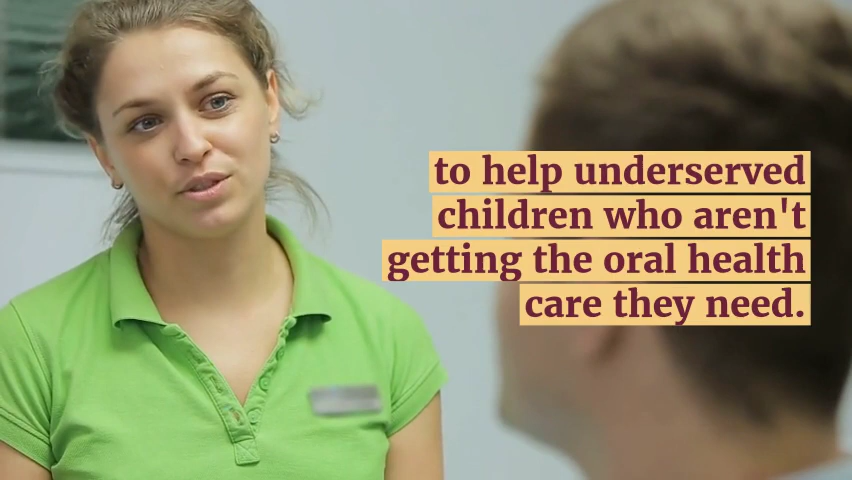 to help underserved
children who aren't
getting the oral health
care they need.